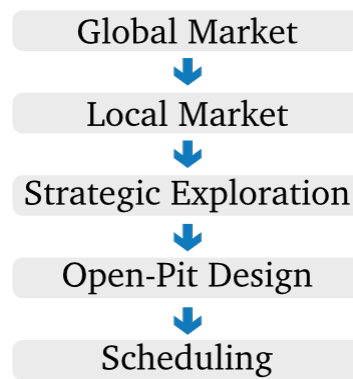 Global Market
Local Market
Strategic Exploration
Open-Pit Design
Scheduling